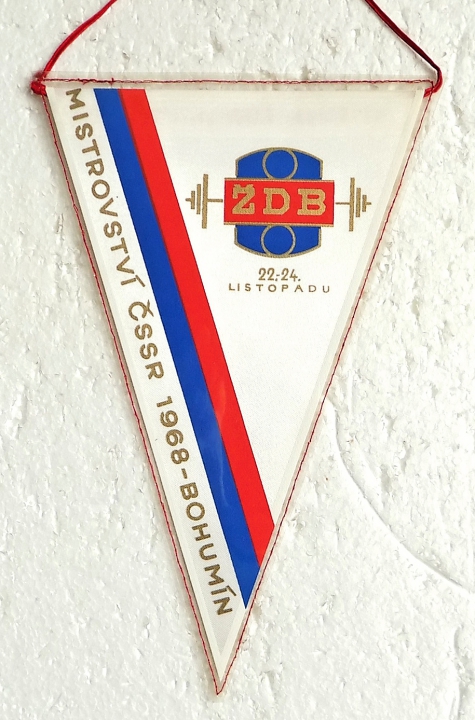 MISTROVSTVÍ ČSSR 1968-BOHUMÍN
ŽDB
22.-24.
LISTOPADU